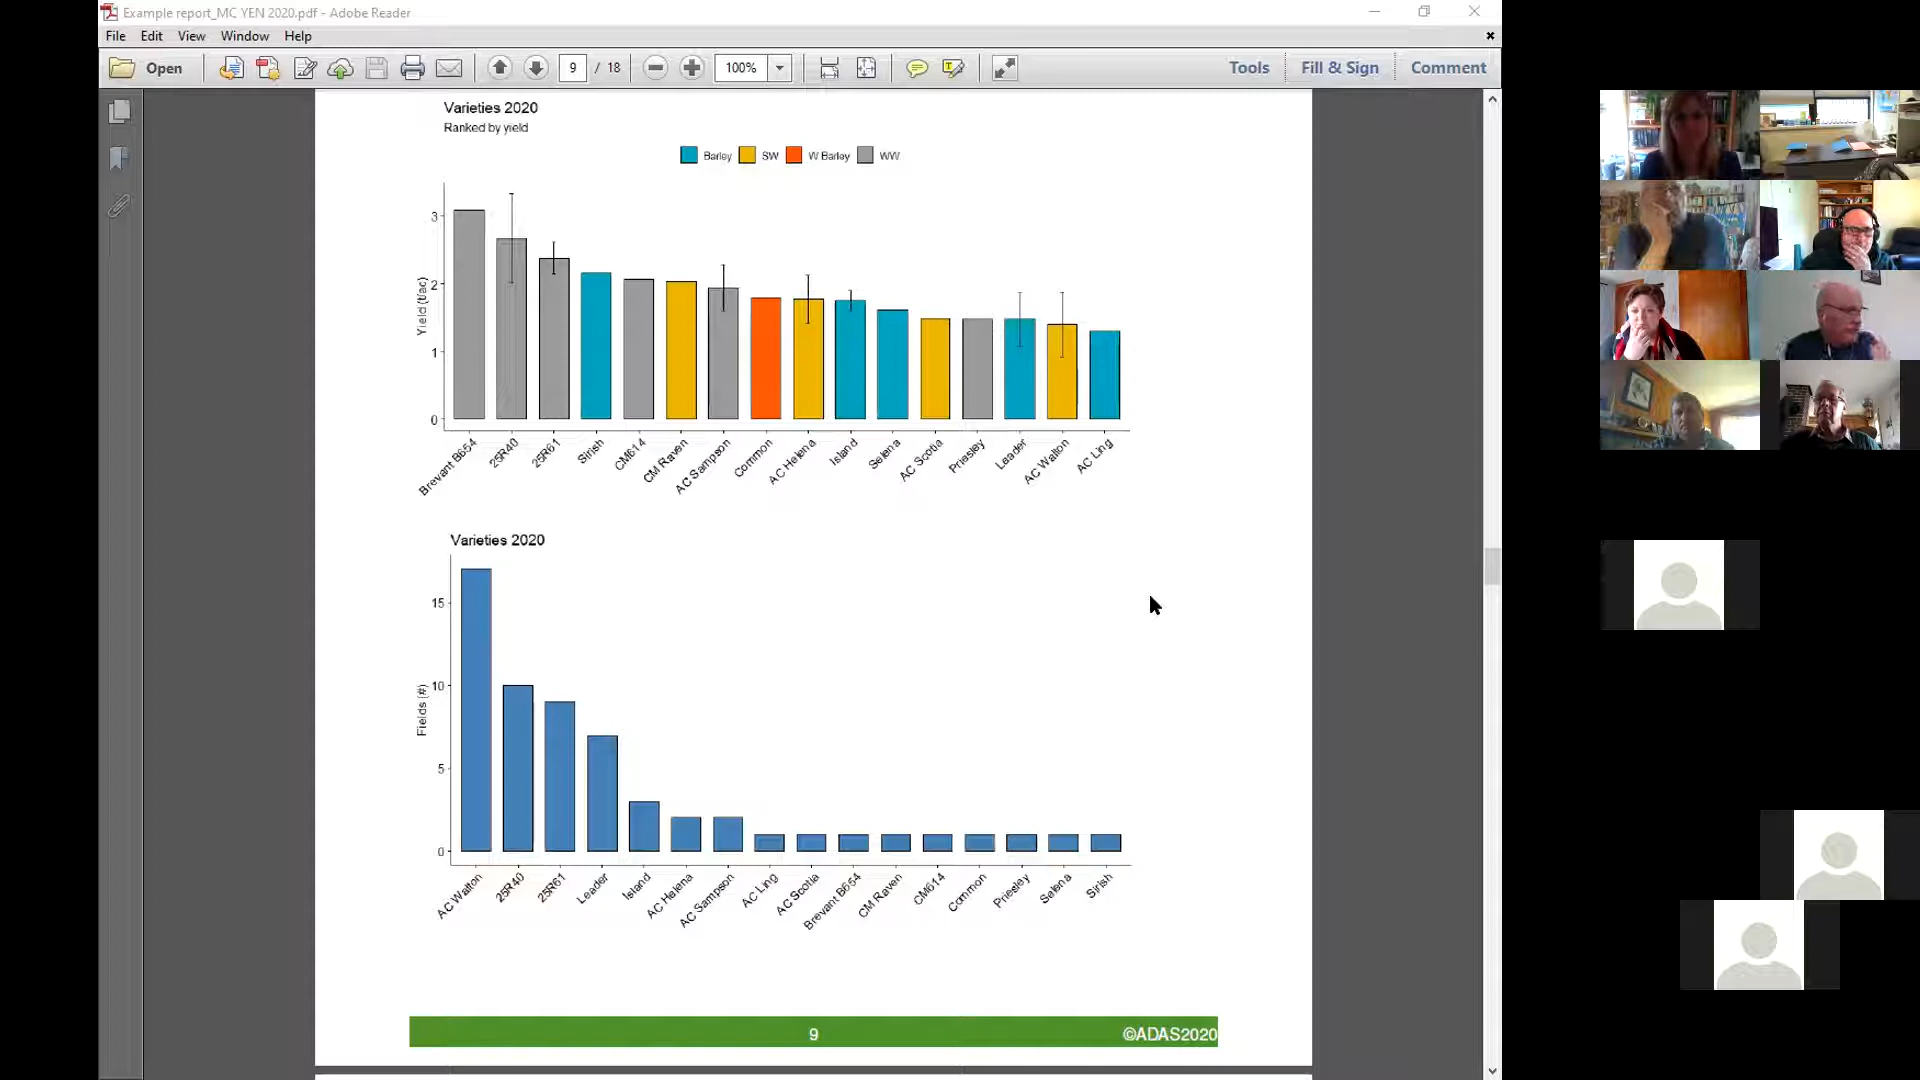 Example report_MC YEN 2020.pdf - Adobe Reader
File Edit View Window Help
Open 9 / 18 100% Tools Fill & Sign Comment
Varieties 2020
Ranked by yield
Barley SW W Barley WW
Yield (t/ac)
3
2
1
0
Brevant B654 25R40 25R61 Sirish CM614 CM Raven AC Sampson Common AC Helena Island Selena AC Scotia Priesley Leader AC Walton AC Ling
Varieties 2020
Fields (#)
15
10
5
0
AC Walton 25R40 25R61 Leader Island AC Helena AC Sampson AC Ling AC Scotia Brevant B654 CM Raven CM614 Common Priesley Selena Sirish
9 ©ADAS2020